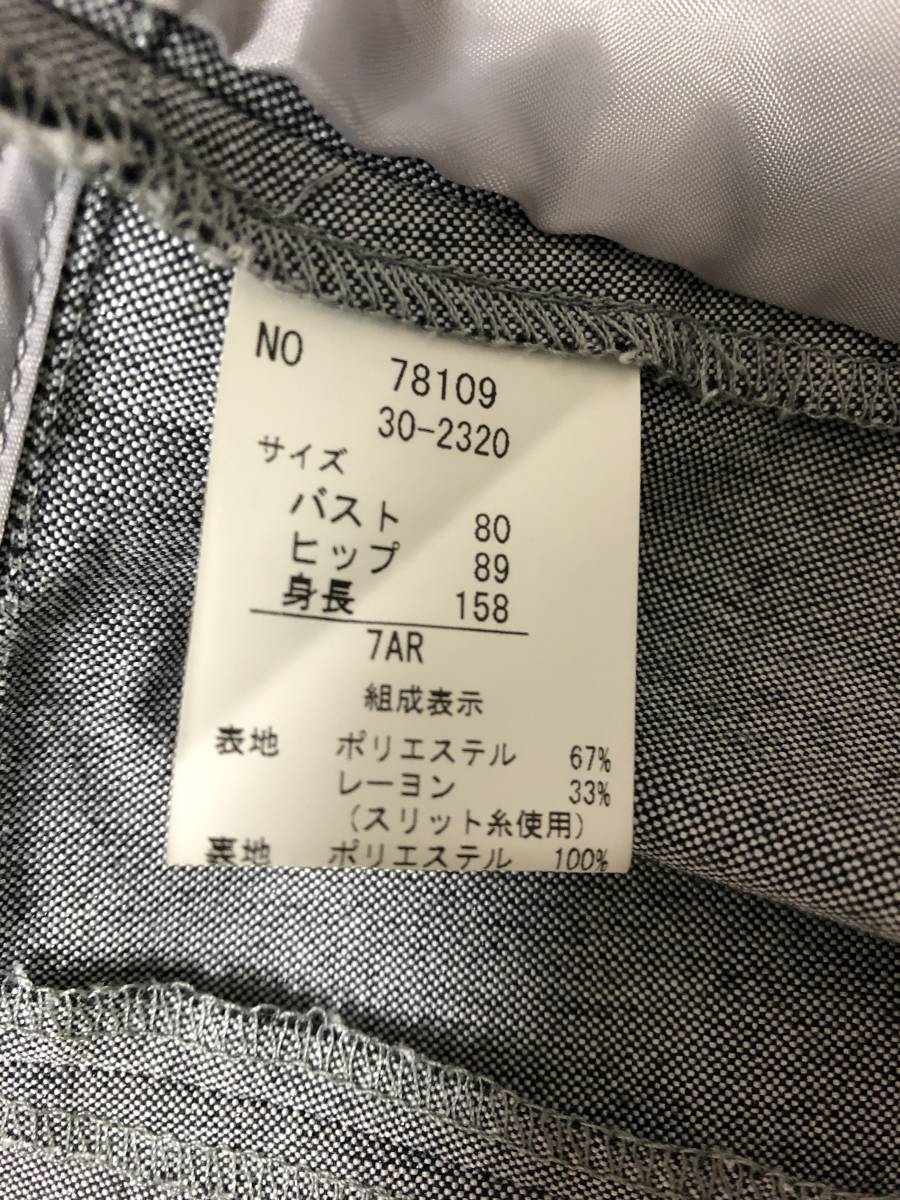 NO 78109
30-2320
サイズ
バスト 80
ヒップ 89
身長 158
7AR
組成表示
表地 ポリエステル 67%
レーヨン 33%
(スリット糸使用)
裏地 ポリエステル 100%